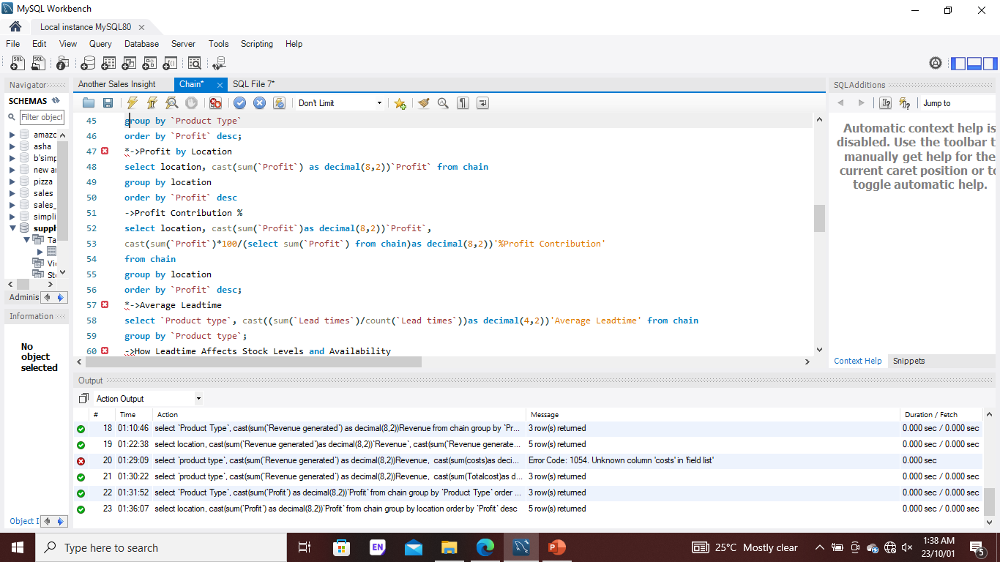 MySQL Workbench
Local instance MySQL80
File Edit View Query Database Server Tools Scripting Help
Navigator
SCHEMAS
Filter object
amazo
asha
b'simp
new ar
pizza
sales
sales_
simpli
suppl
Ta
Vi
St
Adminis
Information
No
object
selected
Object I
Another Sales Insight Chain* SQL File 7*
Don't Limit
45 group by `Product Type`
46 order by `Profit` desc;
47 *->Profit by Location
48 select location, cast(sum(`Profit`) as decimal(8,2))`Profit` from chain
49 group by location
50 order by `Profit` desc
51 ->Profit Contribution %
52 select location, cast(sum(`Profit`)as decimal(8,2))`Profit`,
53 cast(sum(`Profit`)*100/(select sum(`Profit`) from chain)as decimal(8,2))'%Profit Contribution'
54 from chain
55 group by location
56 order by `Profit` desc;
57 *->Average Leadtime
58 select `Product type`, cast((sum(`Lead times`)/count(`Lead times`))as decimal(4,2))'Average Leadtime' from chain
59 group by `Product type`;
60 ->How Leadtime Affects Stock Levels and Availability
SQLAdditions
Jump to
Automatic context help is
disabled. Use the toolbar t
manually get help for the
current caret position or to
toggle automatic help.
Context Help Snippets
Output
Action Output
# Time Action Message Duration / Fetch
18 01:10:46 select `Product Type`, cast(sum(`Revenue generated`) as decimal(8,2))Revenue from chain group by `Pr... 3 row(s) returned 0.000 sec / 0.000 sec
19 01:22:38 select location, cast(sum(`Revenue generated`)as decimal(8,2))`Revenue`, cast(sum(`Revenue generate... 5 row(s) returned 0.000 sec / 0.000 sec
20 01:29:09 select `product type`, cast(sum(`Revenue generated`) as decimal(8,2))Revenue, cast(sum(costs)as deci... Error Code: 1054. Unknown column 'costs' in 'field list' 0.000 sec
21 01:30:22 select `product type`, cast(sum(`Revenue generated`) as decimal(8,2))Revenue, cast(sum(Totalcost)as d... 3 row(s) returned 0.000 sec / 0.000 sec
22 01:31:52 select `Product Type`, cast(sum(`Profit`) as decimal(8,2))`Profit` from chain group by `Product Type` order ... 3 row(s) returned 0.000 sec / 0.000 sec
23 01:36:07 select location, cast(sum(`Profit`) as decimal(8,2))`Profit` from chain group by location order by `Profit` desc 5 row(s) returned 0.000 sec / 0.000 sec
Type here to search
EN
25°C Mostly clear
1:38 AM
23/10/01
5